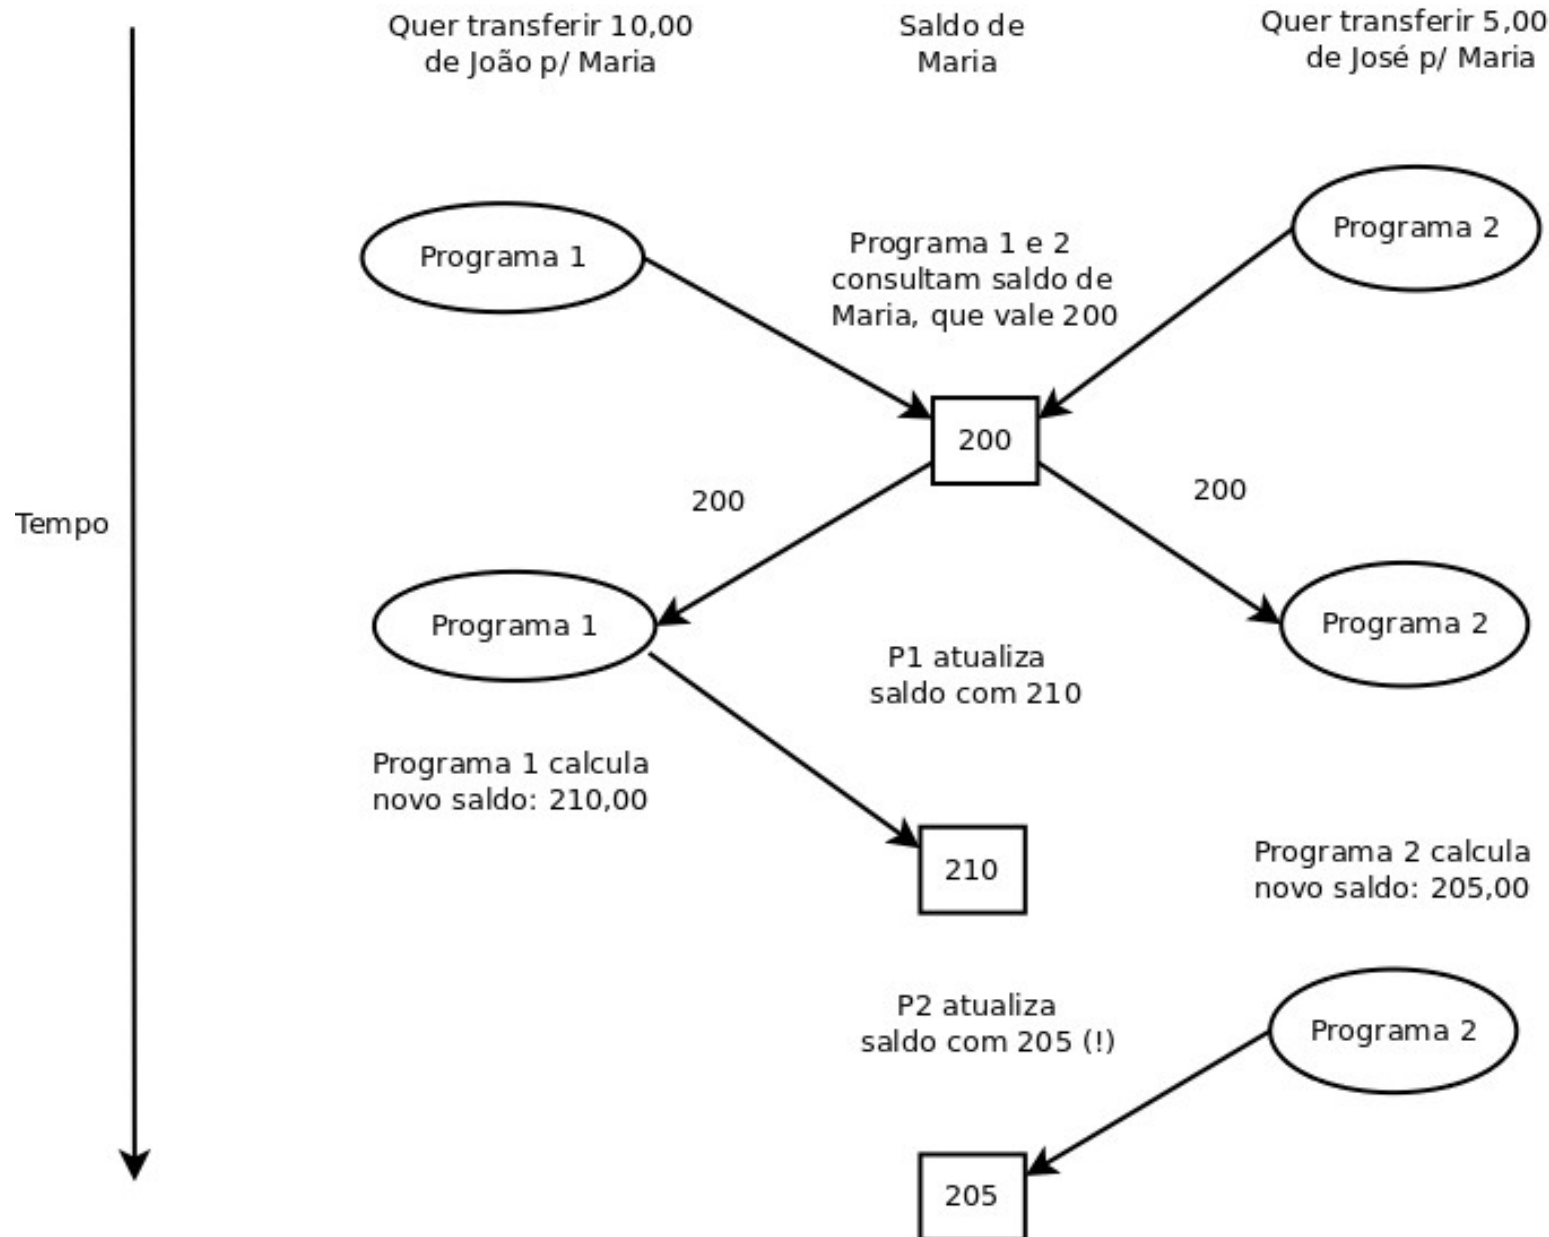 Quer transferir 10,00
de João p/ Maria
Saldo de
Maria
Quer transferir 5,00
de José p/ Maria
Programa 1
Programa 1 e 2
consultam saldo de
Maria, que vale 200
Programa 2
200
200
200
Tempo
Programa 1
P1 atualiza
saldo com 210
Programa 2
Programa 1 calcula
novo saldo: 210,00
210
Programa 2 calcula
novo saldo: 205,00
P2 atualiza
saldo com 205 (!)
Programa 2
205